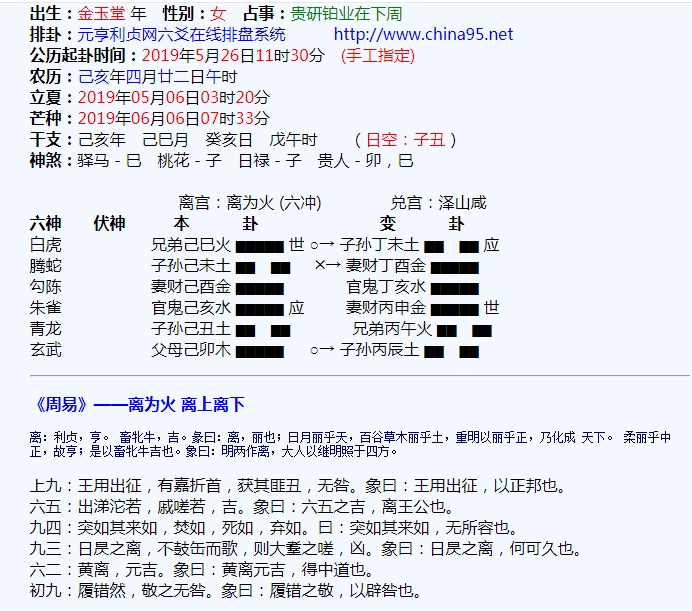 出生：金玉堂 年　性别：女　占事：贵研铂业在下周
排卦：元亨利贞网六爻在线排盘系统　　http://www.china95.net
公历起卦时间：2019年5月26日11时30分　(手工指定)
农历：己亥年四月廿二日午时
立夏：2019年05月06日03时20分
芒种：2019年06月06日07时33分
干支：己亥年　己巳月　癸亥日　戊午时　　（日空：子丑）
神煞：驿马－巳　桃花－子　日禄－子　贵人－卯，巳
离宫：离为火 (六冲)　　　　兑宫：泽山咸
六神　　伏神　　　本　　　卦　　　　　　　变　　　卦
白虎　　兄弟己巳火 世 ○→ 子孙丁未土 应
腾蛇　　子孙己未土 ×→ 妻财丁酉金
勾陈　　妻财己酉金　　官鬼丁亥水
朱雀　　官鬼己亥水 应　　妻财丙申金 世
青龙　　子孙己丑土　　兄弟丙午火
玄武　　父母己卯木 ○→ 子孙丙辰土
《周易》——离为火 离上离下
离：利贞，亨。 畜牝牛，吉。彖曰：离，丽也；日月丽乎天，百谷草木丽乎土，重明以丽乎正，乃化成 天下。 柔丽乎中
正，故亨；是以畜牝牛吉也。象曰：明两作离，大人以继明照于四方。
上九：王用出征，有嘉折首，获其匪丑，无咎。象曰：王用出征，以正邦也。
六五：出涕沱若，戚嗟若，吉。象曰：六五之吉，离王公也。
九四：突如其来如，焚如，死如，弃如。曰：突如其来如，无所容也。
九三：日昃之离，不鼓缶而歌，则大耋之嗟，凶。象曰：日昃之离，何可久也。
六二：黄离，元吉。象曰：黄离元吉，得中道也。
初九：履错然，敬之无咎。象曰：履错之敬，以辟咎也。